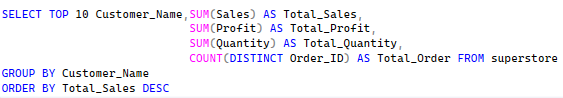 SELECT TOP 10 Customer_Name,SUM(Sales) AS Total_Sales,
SUM(Profit) AS Total_Profit,
SUM(Quantity) AS Total_Quantity,
COUNT(DISTINCT Order_ID) AS Total_Order FROM superstore
GROUP BY Customer_Name
ORDER BY Total_Sales DESC